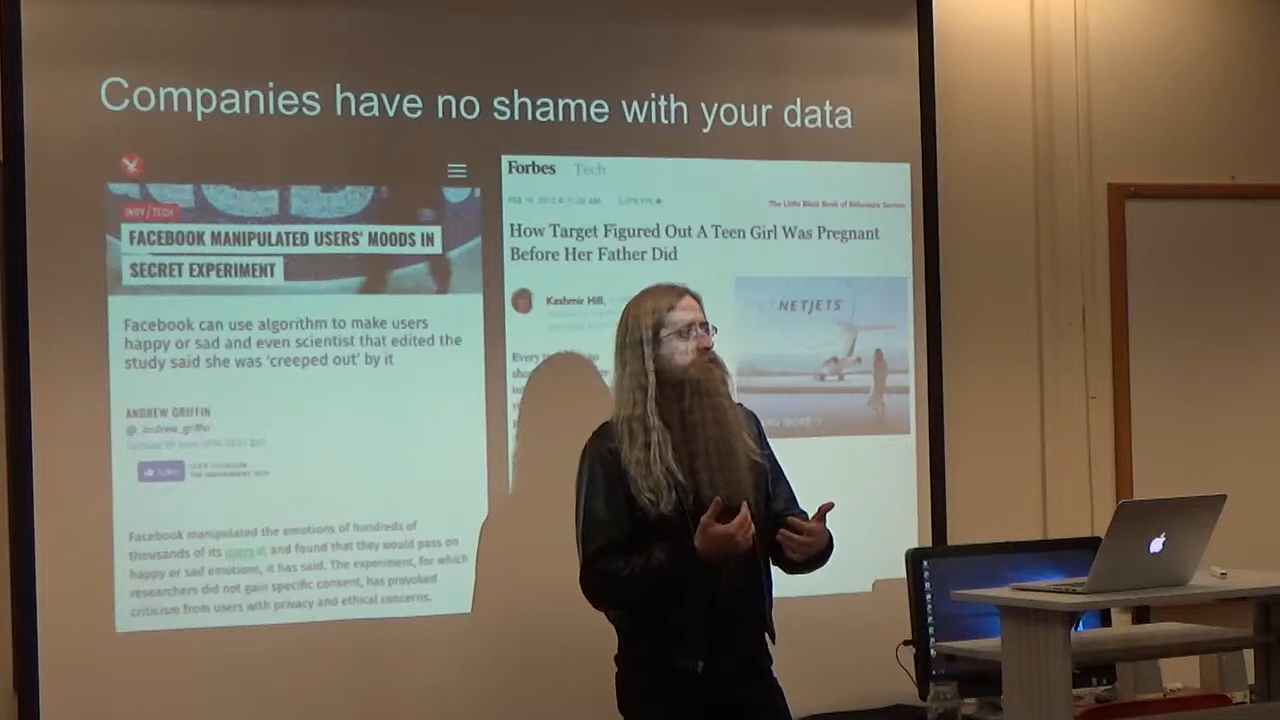 Companies have no shame with your data
INDY/TECH
FACEBOOK MANIPULATED USERS' MOODS IN
SECRET EXPERIMENT
Facebook can use algorithm to make users
happy or sad and even scientist that edited the
study said she was 'creeped out' by it
ANDREW GRIFFIN
@_andrew_griffin
Like
Facebook manipulated the emotions of hundreds of
thousands of its users, and found that they would pass on
happy or sad emotions, it has said. The experiment, for which
researchers did not gain specific consent, has provoked
criticism from users with privacy and ethical concerns.
Forbes Tech
The Little Black Book of Billionaire Secrets
How Target Figured Out A Teen Girl Was Pregnant
Before Her Father Did
Kashmir Hill,
NETJETS
Every